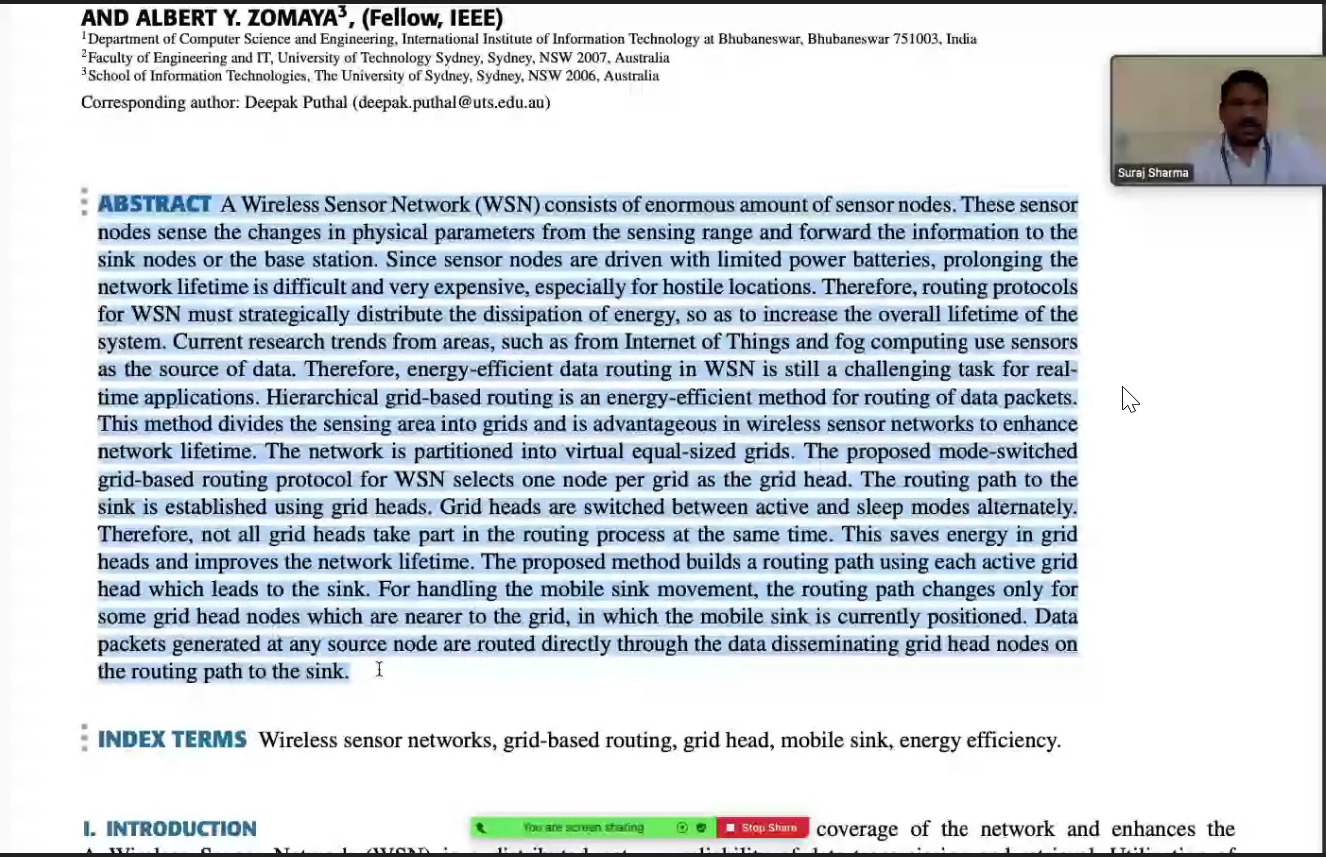 AND ALBERT Y. ZOMAYA³, (Fellow, IEEE)
¹Department of Computer Science and Engineering, International Institute of Information Technology at Bhubaneswar, Bhubaneswar 751003, India
²Faculty of Engineering and IT, University of Technology Sydney, Sydney, NSW 2007, Australia
³School of Information Technologies, The University of Sydney, Sydney, NSW 2006, Australia
Corresponding author: Deepak Puthal (deepak.puthal@uts.edu.au)
Suraj Sharma
ABSTRACT A Wireless Sensor Network (WSN) consists of enormous amount of sensor nodes. These sensor
nodes sense the changes in physical parameters from the sensing range and forward the information to the
sink nodes or the base station. Since sensor nodes are driven with limited power batteries, prolonging the
network lifetime is difficult and very expensive, especially for hostile locations. Therefore, routing protocols
for WSN must strategically distribute the dissipation of energy, so as to increase the overall lifetime of the
system. Current research trends from areas, such as from Internet of Things and fog computing use sensors
as the source of data. Therefore, energy-efficient data routing in WSN is still a challenging task for real-
time applications. Hierarchical grid-based routing is an energy-efficient method for routing of data packets.
This method divides the sensing area into grids and is advantageous in wireless sensor networks to enhance
network lifetime. The network is partitioned into virtual equal-sized grids. The proposed mode-switched
grid-based routing protocol for WSN selects one node per grid as the grid head. The routing path to the
sink is established using grid heads. Grid heads are switched between active and sleep modes alternately.
Therefore, not all grid heads take part in the routing process at the same time. This saves energy in grid
heads and improves the network lifetime. The proposed method builds a routing path using each active grid
head which leads to the sink. For handling the mobile sink movement, the routing path changes only for
some grid head nodes which are nearer to the grid, in which the mobile sink is currently positioned. Data
packets generated at any source node are routed directly through the data disseminating grid head nodes on
the routing path to the sink.
INDEX TERMS Wireless sensor networks, grid-based routing, grid head, mobile sink, energy efficiency.
I. INTRODUCTION
You are screen sharing
Stop Share
coverage of the network and enhances the